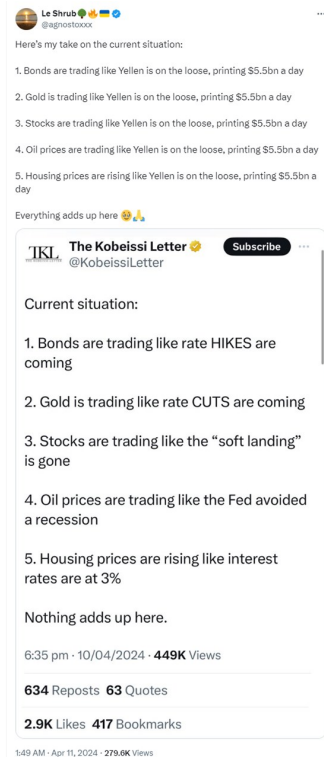 Le Shrub🌳🔥🇺🇦
@agnostoxxx
Here's my take on the current situation:
1. Bonds are trading like Yellen is on the loose, printing $5.5bn a day
2. Gold is trading like Yellen is on the loose, printing $5.5bn a day
3. Stocks are trading like Yellen is on the loose, printing $5.5bn a day
4. Oil prices are trading like Yellen is on the loose, printing $5.5bn a day
5. Housing prices are rising like Yellen is on the loose, printing $5.5bn a
day
Everything adds up here 🥹🙏
TKL
The Kobeissi Letter
Subscribe
@KobeissiLetter
Current situation:
1. Bonds are trading like rate HIKES are
coming
2. Gold is trading like rate CUTS are coming
3. Stocks are trading like the “soft landing”
is gone
4. Oil prices are trading like the Fed avoided
a recession
5. Housing prices are rising like interest
rates are at 3%
Nothing adds up here.
6:35 pm · 10/04/2024 · 449K Views
634 Reposts 63 Quotes
2.9K Likes 417 Bookmarks
1:49 AM · Apr 11, 2024 · 279.6K Views